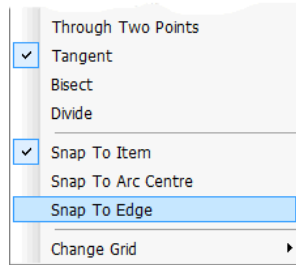 Through Two Points
Tangent
Bisect
Divide
Snap To Item
Snap To Arc Centre
Snap To Edge
Change Grid